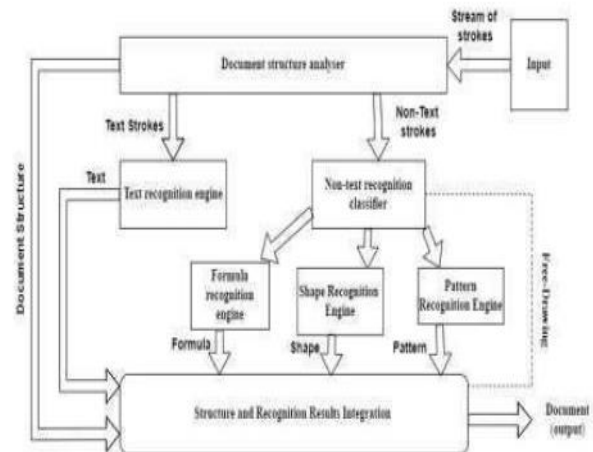 Stream of
strokes
Document structure analyser
Input
Text Strokes
Non-Text
strokes
Text
Text recognition engine
Non-text recognition
classifier
Document Structure
Formula
recognition
engine
Shape Recognition
Engine
Pattern
Recognition Engine
Free-Drawing
Formula
Shape
Pattern
Structure and Recognition Results Integration
Document
(output)